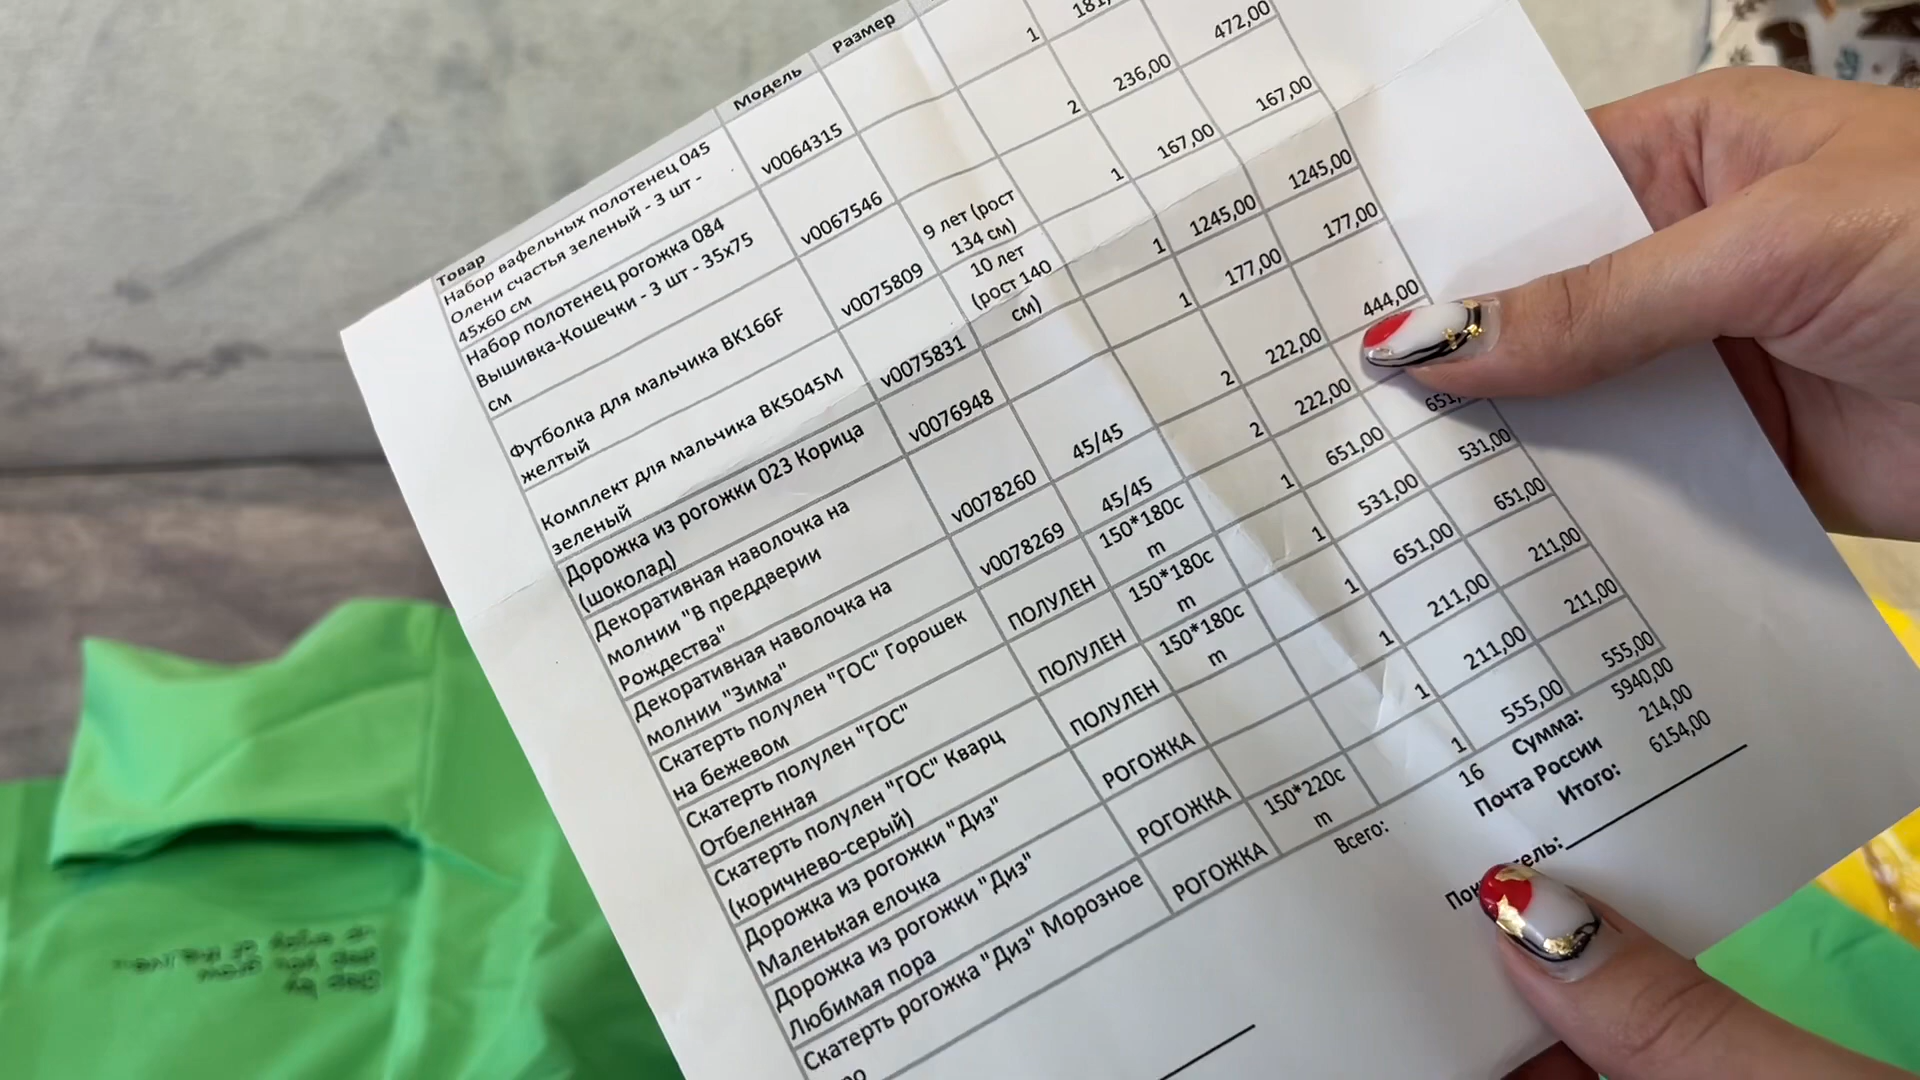 Товар Модель Размер
Набор вафельных полотенец 045
Олени счастья зеленый - 3 шт -
45х60 см
v0064315 1
Набор полотенец рогожка 084
Вышивка-Кошечки - 3 шт - 35х75
см
v0067546 2 236,00 472,00
Футболка для мальчика BK166F
желтый
v0075809
9 лет (рост
134 см)
1 167,00 167,00
Комплект для мальчика BK5045M
зеленый
v0075831
10 лет
(рост 140
см)
1 1245,00 1245,00
Дорожка из рогожки 023 Корица
(шоколад)
v0076948 1 177,00 177,00
Декоративная наволочка на
молнии "В преддверии
Рождества"
v0078260 45/45 2 222,00 444,00
Декоративная наволочка на
молнии "Зима"
v0078269 45/45 2 222,00
Скатерть полулен "ГОС" Горошек
на бежевом
ПОЛУЛЕН
150*180с
m
1 651,00
Скатерть полулен "ГОС"
Отбеленная
ПОЛУЛЕН
150*180с
m
1 531,00 531,00
Скатерть полулен "ГОС" Кварц
(коричнево-серый)
ПОЛУЛЕН
150*180с
m
1 651,00 651,00
Дорожка из рогожки "Диз"
Маленькая елочка
РОГОЖКА 1 211,00 211,00
Дорожка из рогожки "Диз"
Любимая пора
РОГОЖКА 1 211,00 211,00
Скатерть рогожка "Диз" Морозное
РОГОЖКА
150*220с
m
1 555,00 555,00
Всего: 16 Сумма: 5940,00
Почта России 214,00
Итого: 6154,00